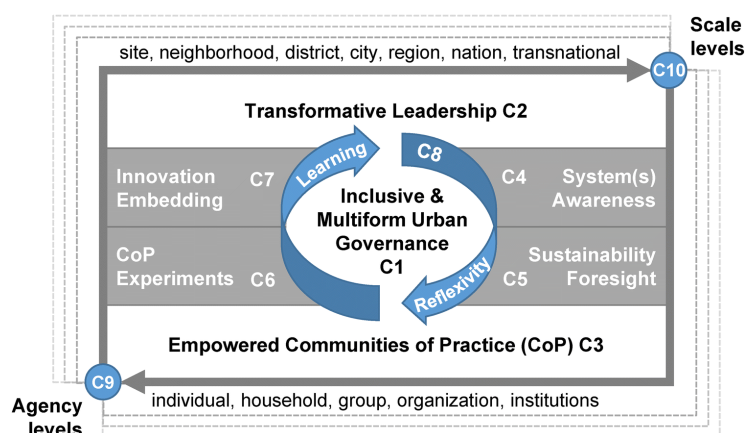 Scale
levels
site, neighborhood, district, city, region, nation, transnational
C10
Transformative Leadership C2
Learning
C8
Innovation
Embedding
C7
C4
System(s)
Awareness
Inclusive &
Multiform Urban
Governance
C1
CoP
Experiments
C6
C5
Sustainability
Foresight
Reflexivity
Empowered Communities of Practice (CoP) C3
C9
individual, household, group, organization, institutions
Agency
levels